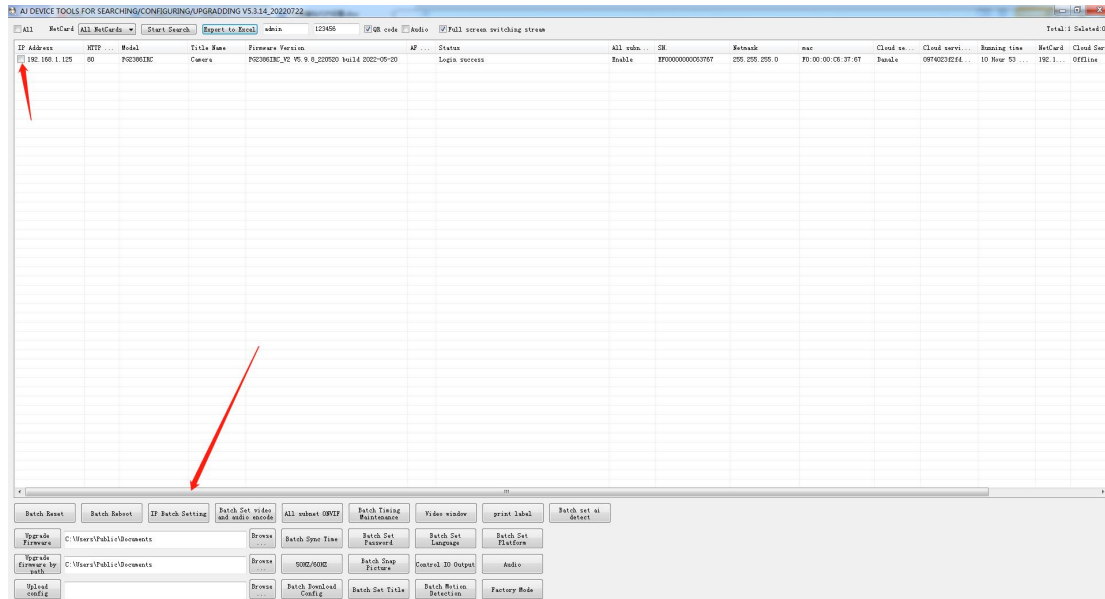 AJ DEVICE TOOLS FOR SEARCHING/CONFIGURING/UPGRADDING V5.3.14_20220722
All NetCard All NetCards Start Search Export to Excel admin 123456 QR code Audio Full screen switching stream Total:1 Seleted:0
IP Address HTTP ... Model Title Name Firmware Version AF ... Status All subn... SN. Netmask mac Cloud se... Cloud servi... Running time NetCard Cloud Ser
192.168.1.125 80 PG2386IRC Camera PG2386IRC_V2 V5.9.8_220520 build 2022-05-20 Login success Enable EF00000000C63767 255.255.255.0 F0:00:00:C6:37:67 Danale 0974023f2fd... 10 Hour 53 ... 192.1... Offline
Batch Reset Batch Reboot IP Batch Setting Batch Set video and audio encode All subnet ONVIF Batch Timing Maintenance Video window print label Batch set ai detect
Upgrade Firmware C:\Users\Public\Documents Browse ... Batch Sync Time Batch Set Password Batch Set Language Batch Set Platform
Upgrade firmware by path C:\Users\Public\Documents Browse ... 50HZ/60HZ Batch Snap Picture Control IO Output Audio
Upload config Browse ... Batch Download Config Batch Set Title Batch Motion Detection Factory Mode